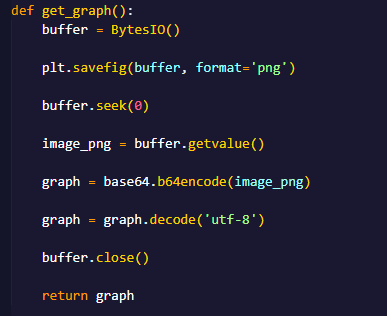 def get_graph():
    buffer = BytesIO()
    plt.savefig(buffer, format='png')
    buffer.seek(0)
    image_png = buffer.getvalue()
    graph = base64.b64encode(image_png)
    graph = graph.decode('utf-8')
    buffer.close()
    return graph